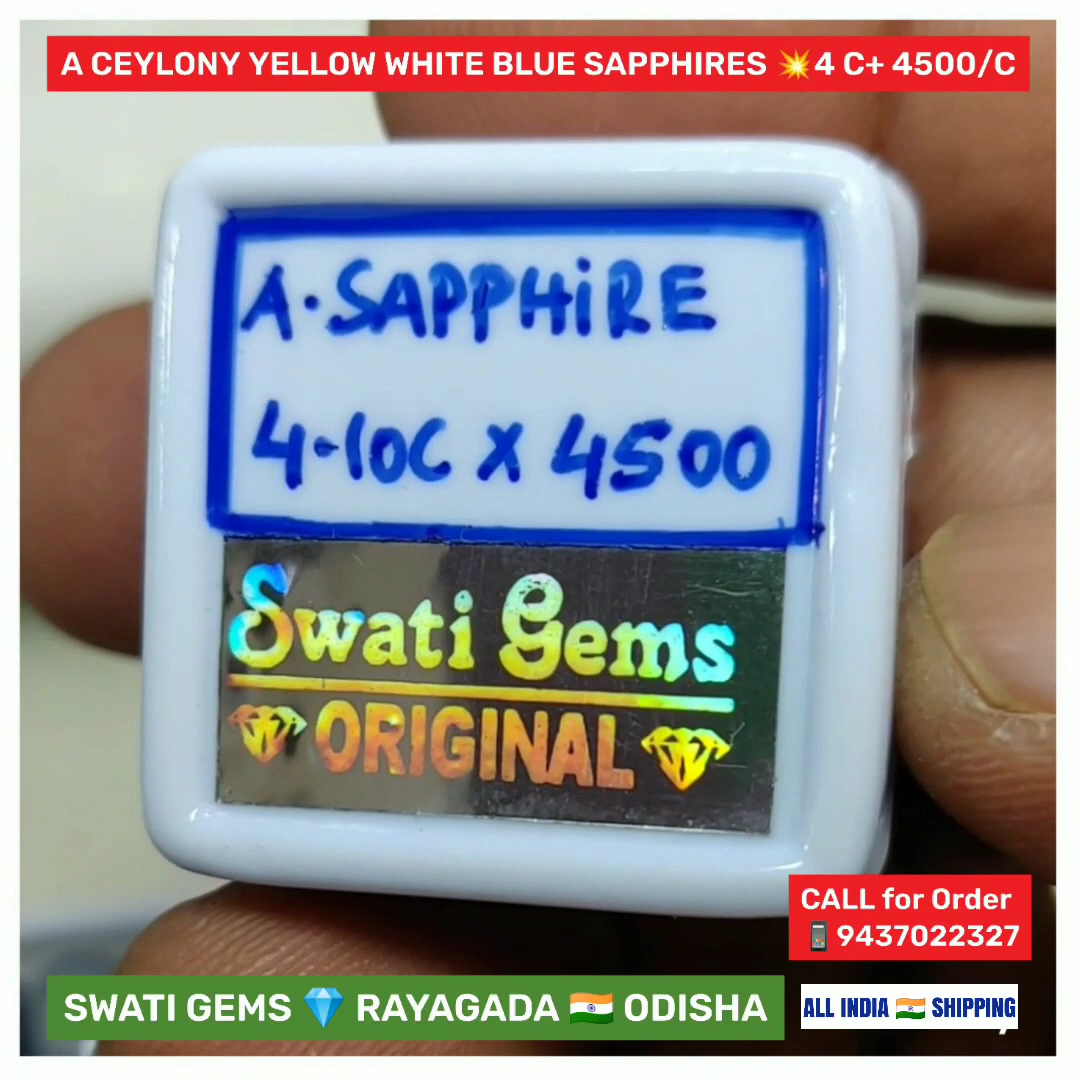 A CEYLONY YELLOW WHITE BLUE SAPPHIRES 💥4 C+ 4500/C
A·SAPPHiRE
4-10C X 4500
Swati Gems
ORIGINAL
CALL for Order
📱9437022327
SWATI GEMS 💎 RAYAGADA 🇮🇳 ODISHA
ALL INDIA 🇮🇳 SHIPPING